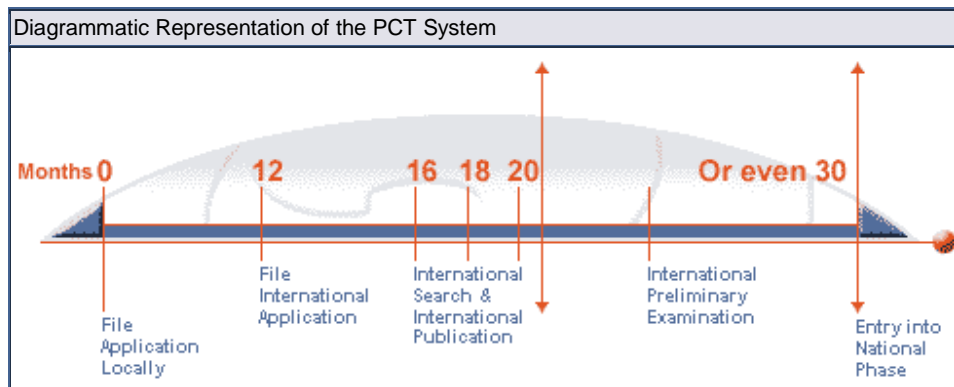 Diagrammatic Representation of the PCT System
Months 0 12 16 18 20 Or even 30
File
Application
Locally
File
International
Application
International
Search &
International
Publication
International
Preliminary
Examination
Entry into
National
Phase